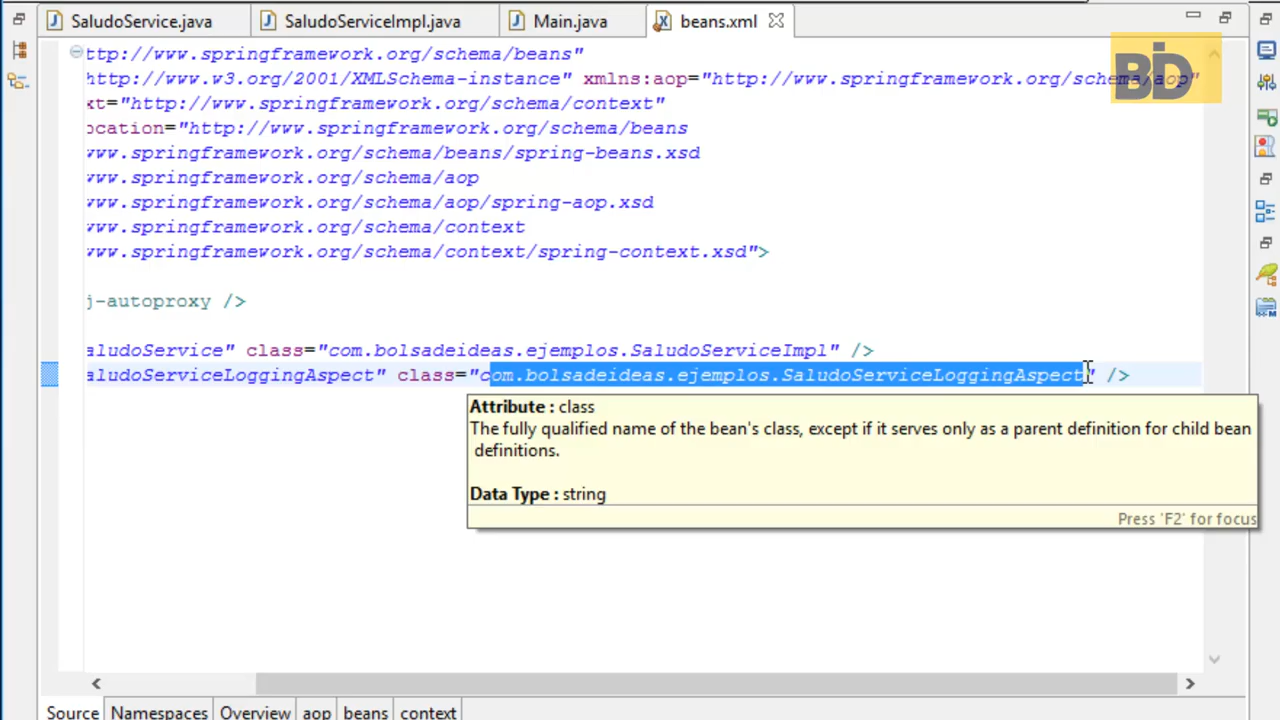 SaludoService.java SaludoServiceImpl.java Main.java beans.xml
ttp://www.springframework.org/schema/beans"
http://www.w3.org/2001/XMLSchema-instance" xmlns:aop="http://www.springframework.org/schema/aop"
xt="http://www.springframework.org/schema/context"
ocation="http://www.springframework.org/schema/beans
www.springframework.org/schema/beans/spring-beans.xsd
www.springframework.org/schema/aop
www.springframework.org/schema/aop/spring-aop.xsd
www.springframework.org/schema/context
www.springframework.org/schema/context/spring-context.xsd">
j-autoproxy />
aludoService" class="com.bolsadeideas.ejemplos.SaludoServiceImpl" />
aludoServiceLoggingAspect" class="com.bolsadeideas.ejemplos.SaludoServiceLoggingAspect" />
Attribute : class
The fully qualified name of the bean's class, except if it serves only as a parent definition for child bean
definitions.
Data Type : string
Press 'F2' for focus
Source Namespaces Overview aop beans context
BID